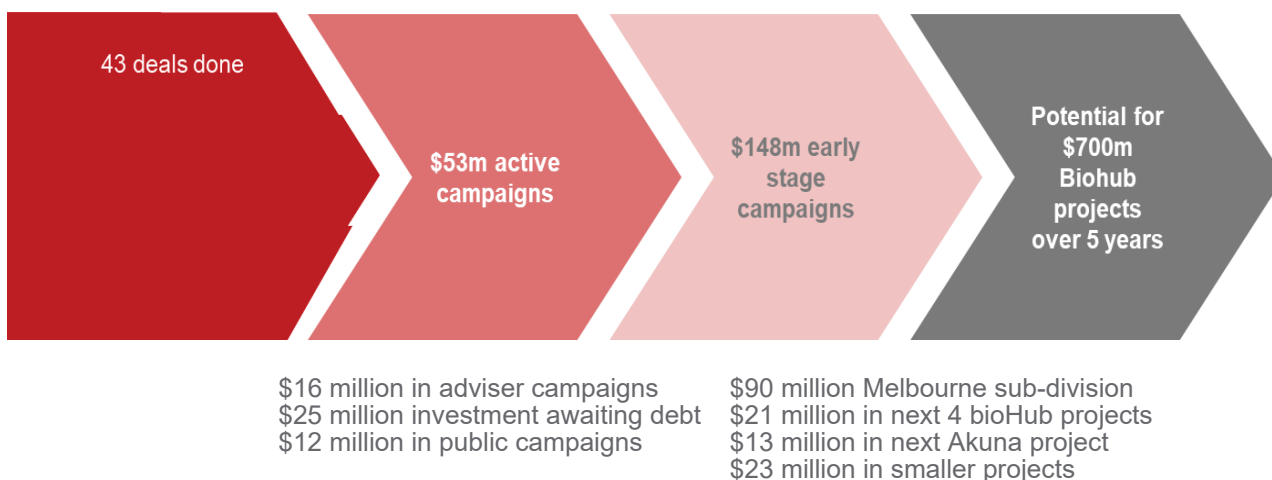 43 deals done
$53m active
campaigns
$148m early
stage
campaigns
Potential for
$700m
Biohub
projects
over 5 years
$16 million in adviser campaigns
$25 million investment awaiting debt
$12 million in public campaigns
$90 million Melbourne sub-division
$21 million in next 4 bioHub projects
$13 million in next Akuna project
$23 million in smaller projects